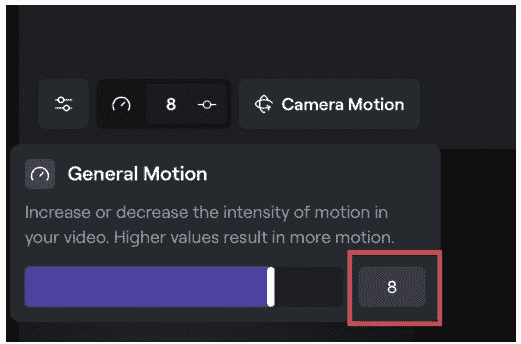 8 Camera Motion
General Motion
Increase or decrease the intensity of motion in
your video. Higher values result in more motion.
8